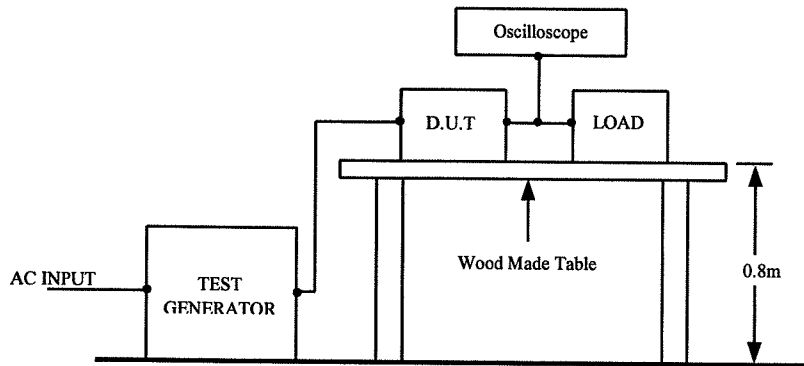 Oscilloscope
D.U.T
LOAD
AC INPUT
TEST
GENERATOR
Wood Made Table
0.8m